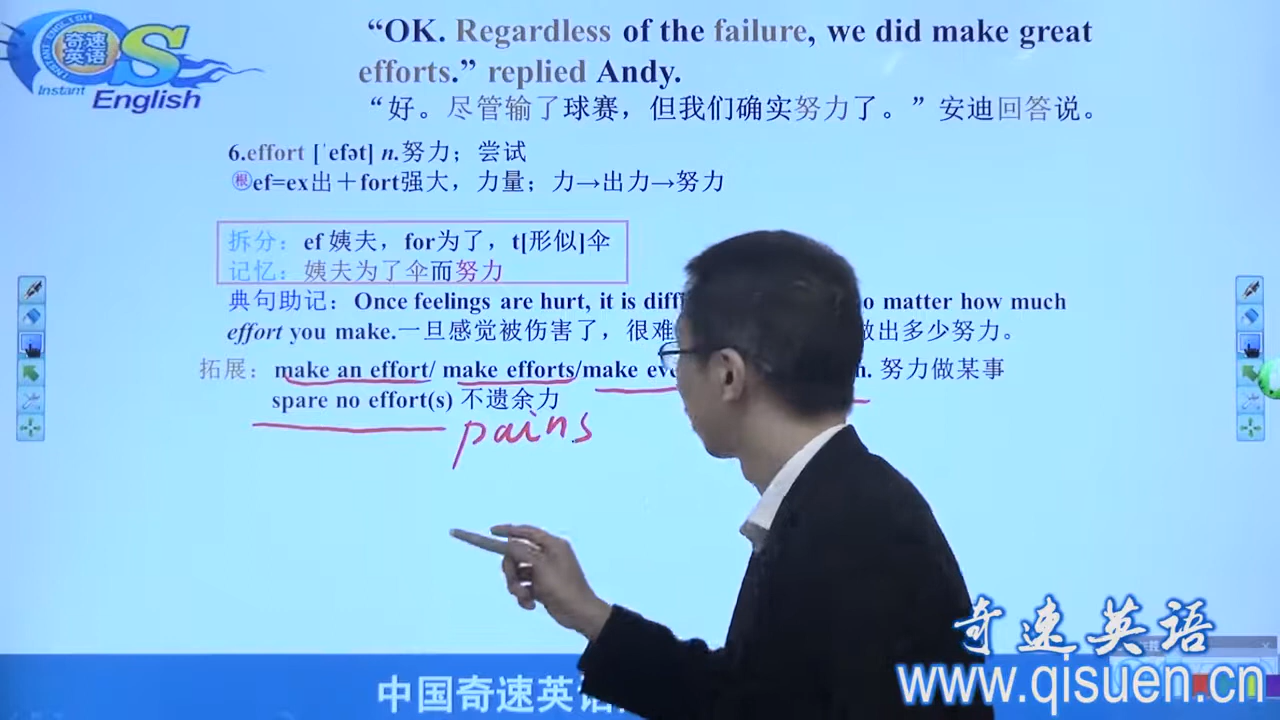 奇速
英语
INSTANT ENGLISH
QS
Instant
English
“OK. Regardless of the failure, we did make great
efforts.” replied Andy.
“好。尽管输了球赛，但我们确实努力了。”安迪回答说。
6.effort [ˈefət] n.努力；尝试
根 ef=ex出＋fort强大，力量；力→出力→努力
拆分：ef 姨夫，for为了，t[形似]伞
记忆：姨夫为了伞而努力
典句助记：Once feelings are hurt, it is matter how much
effort you make.一旦感觉被伤害了，很难 做出多少努力。
拓展：make an effort/ make efforts/make 努力做某事
spare no effort(s) 不遗余力
pains
中国奇速英语
奇速英语
www.qisuen.cn